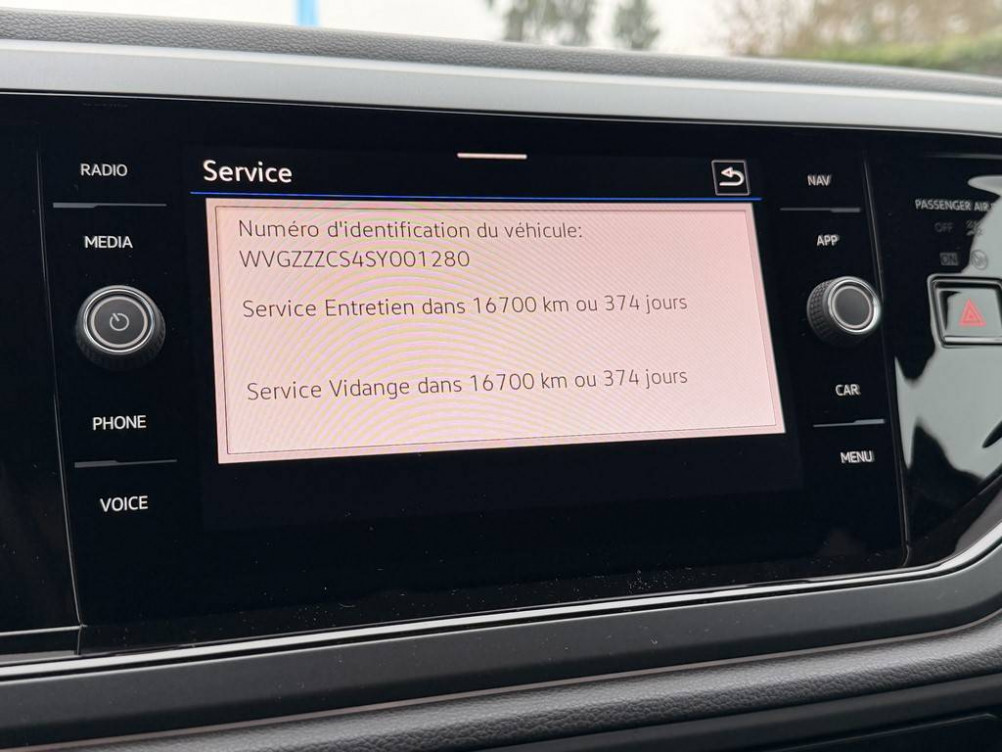 Service
Numéro d'identification du véhicule:
WVGZZZCS4SY001280
Service Entretien dans 16700 km ou 374 jours
Service Vidange dans 16700 km ou 374 jours
RADIO
MEDIA
PHONE
VOICE
NAV
APP
CAR
MENU
PASSENGER AIR
OFF
ON